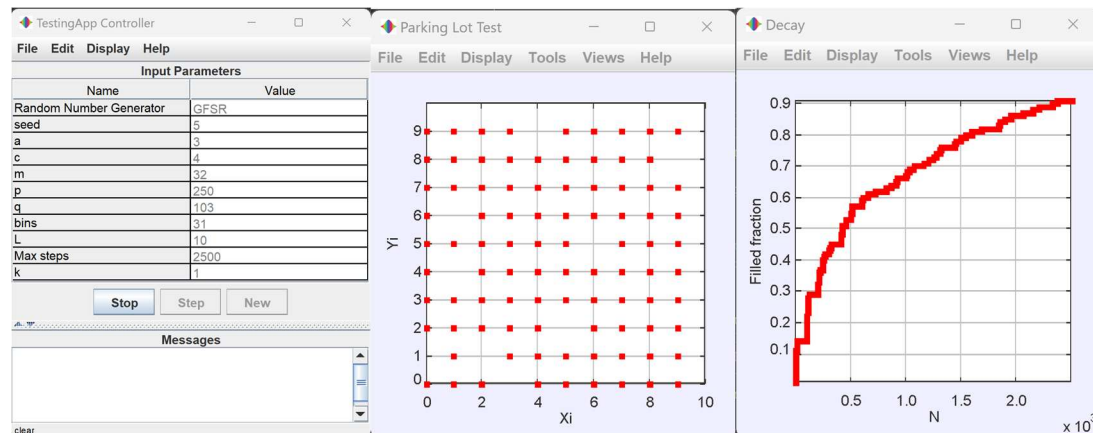 TestingApp Controller
File Edit Display Help
Input Parameters
Name Value
Random Number Generator GFSR
seed 5
a 3
c 4
m 32
p 250
q 103
bins 31
L 10
Max steps 2500
k 1
Stop Step New
Messages
clear
Parking Lot Test
File Edit Display Tools Views Help
9
8
7
6
5
4
3
2
1
0
Yi
0 2 4 6 8 10
Xi
Decay
File Edit Display Tools Views Help
0.9
0.8
0.7
0.6
0.5
0.4
0.3
0.2
0.1
Filled fraction
0.5 1.0 1.5 2.0
N
x 10³